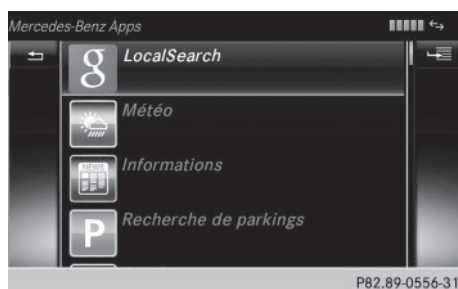 Mercedes-Benz Apps
g LocalSearch
Météo
NEWS
Informations
P Recherche de parkings
P82.89-0556-31